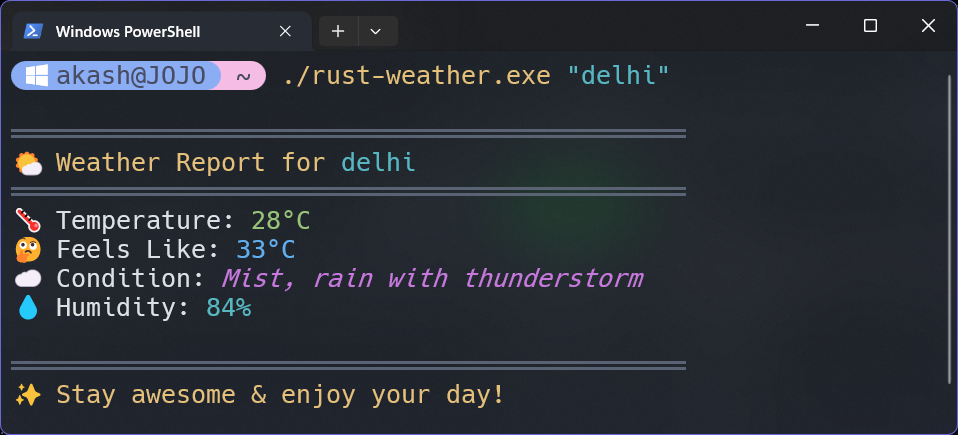 Windows PowerShell
akash@JOJO ~ ./rust-weather.exe "delhi"
Weather Report for delhi
Temperature: 28°C
Feels Like: 33°C
Condition: Mist, rain with thunderstorm
Humidity: 84%
Stay awesome & enjoy your day!